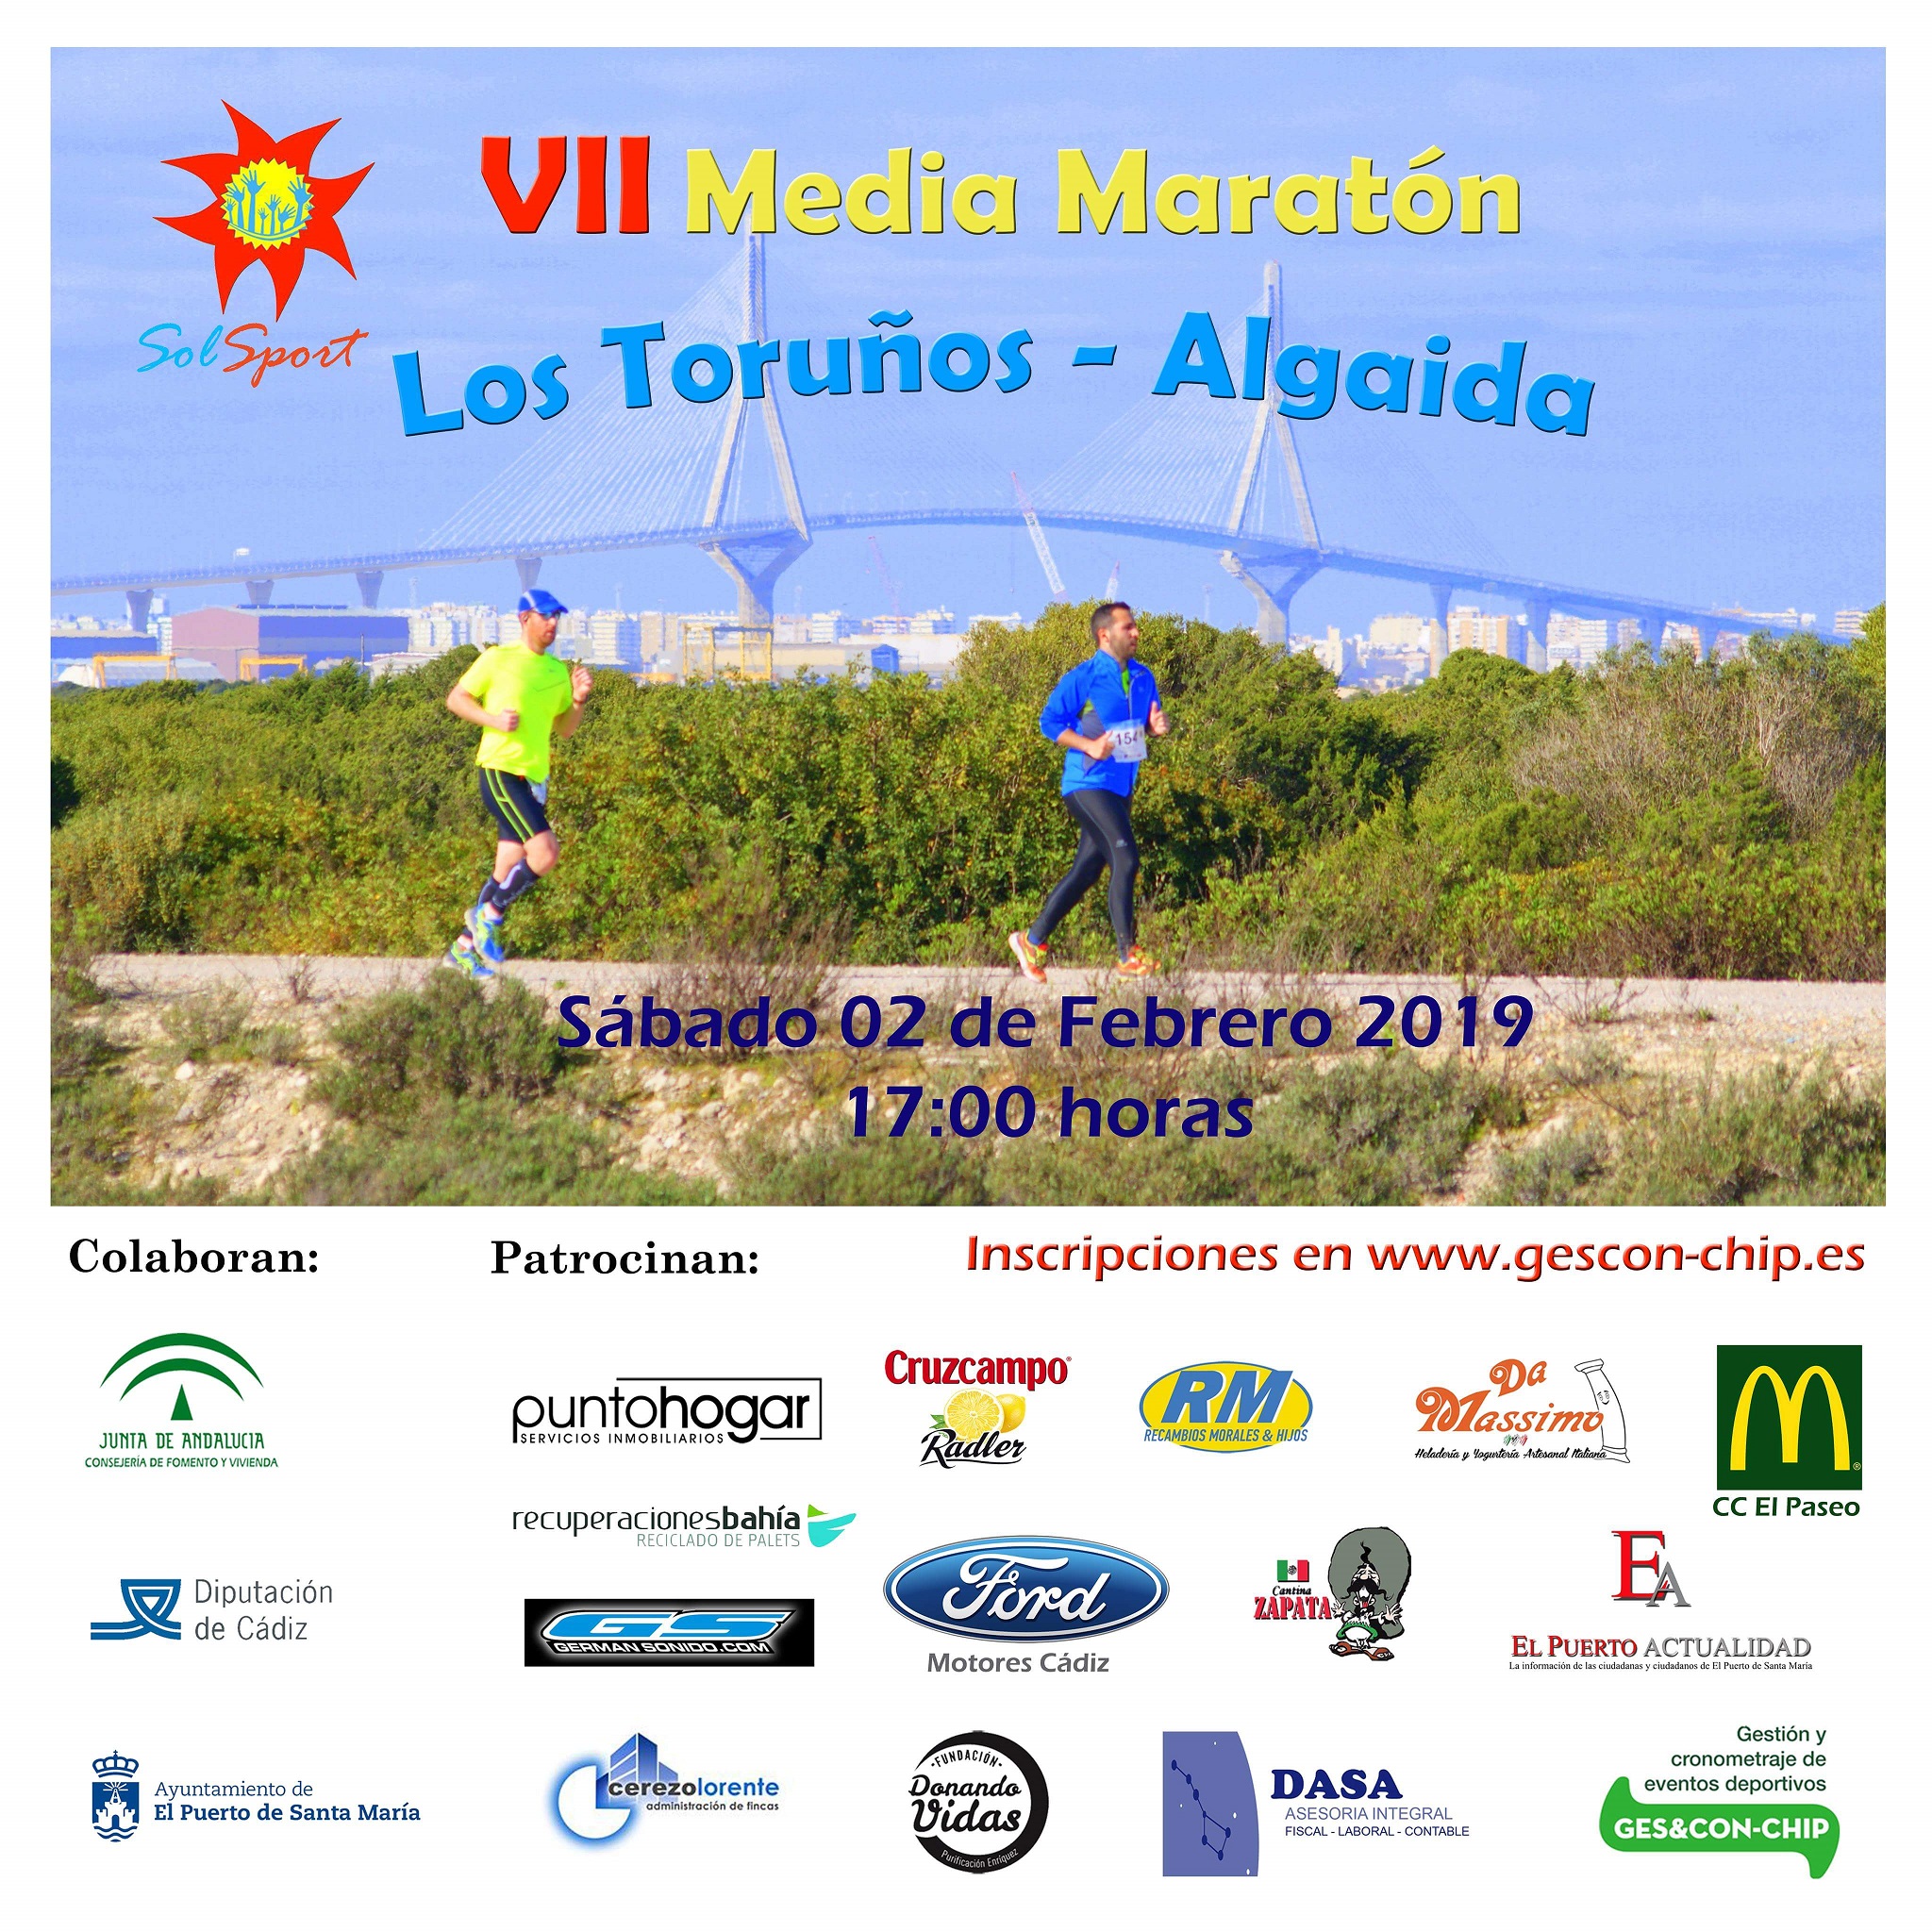 VII Media Maratón
SolSport
Los Toruños - Algaida
154
Sábado 02 de Febrero 2019
17:00 horas
Colaboran:
Patrocinan:
Inscripciones en www.gescon-chip.es
JUNTA DE ANDALUCIA
CONSEJERÍA DE FOMENTO Y VIVIENDA
puntohogar
SERVICIOS INMOBILIARIOS
Cruzcampo®
Radler
RM
RECAMBIOS MORALES & HIJOS
Da
Massimo
Heladería y Yogurtería Artesanal Italiana
M®
CC El Paseo
recuperacionesbahía
RECICLADO DE PALETS
Diputación
de Cádiz
GS
GERMANSONIDO.COM
Ford
Motores Cádiz
Cantina
ZAPATA
EA
EL PUERTO ACTUALIDAD
La información de las ciudadanas y ciudadanos de El Puerto de Santa María
Ayuntamiento de
El Puerto de Santa María
cerezolorente
administración de fincas
·FUNDACIÓN·
Donando
Vidas
Purificación Enríquez
DASA
ASESORIA INTEGRAL
FISCAL - LABORAL - CONTABLE
Gestión y
cronometraje de
eventos deportivos
GES&CON-CHIP